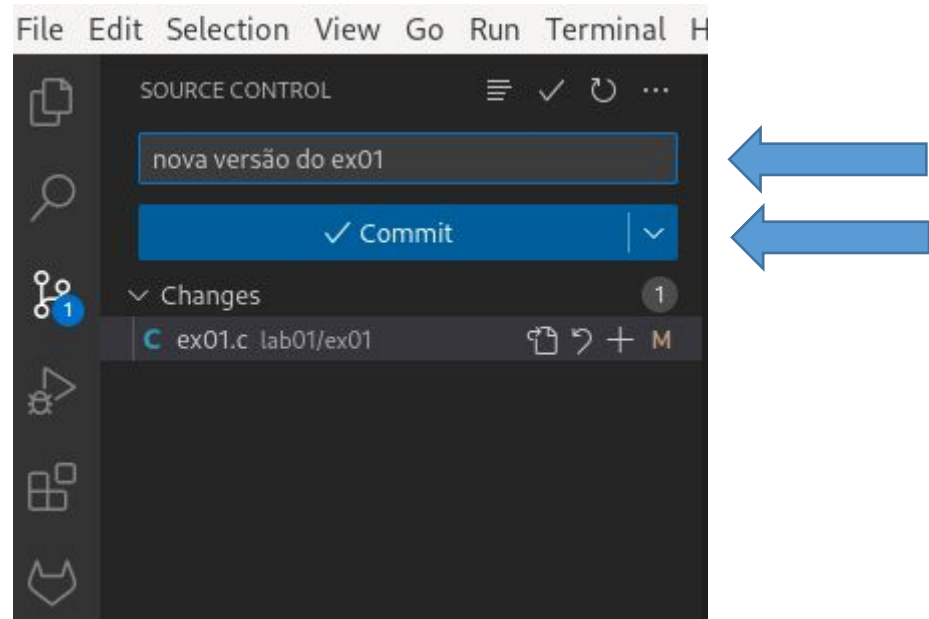 File Edit Selection View Go Run Terminal H
SOURCE CONTROL
nova versão do ex01
Commit
1
Changes 1
C ex01.c lab01/ex01 M